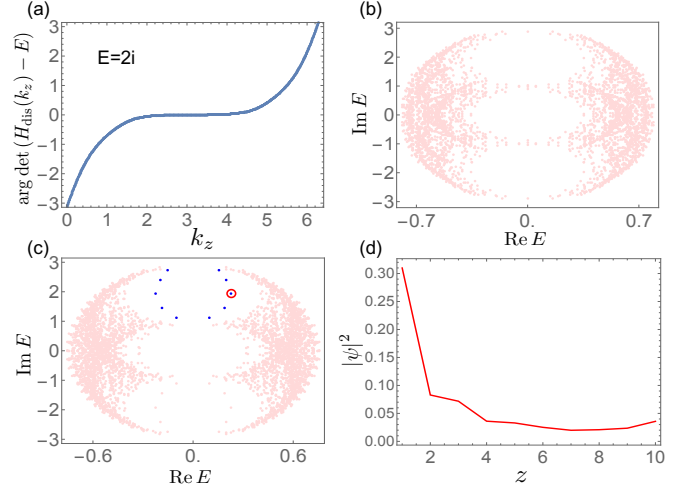 (a)
3
2
1
0
−1
−2
−3
E=2i
0 1 2 3 4 5 6
k_z
arg det (H_dis(k_z) − E)
(b)
3
2
1
0
−1
−2
−3
−0.7 0. 0.7
Re E
Im E
(c)
3
2
1
0
−1
−2
−3
−0.6 0. 0.6
Re E
Im E
(d)
0.30
0.25
0.20
0.15
0.10
0.05
0.00
2 4 6 8 10
z
|ψ|²